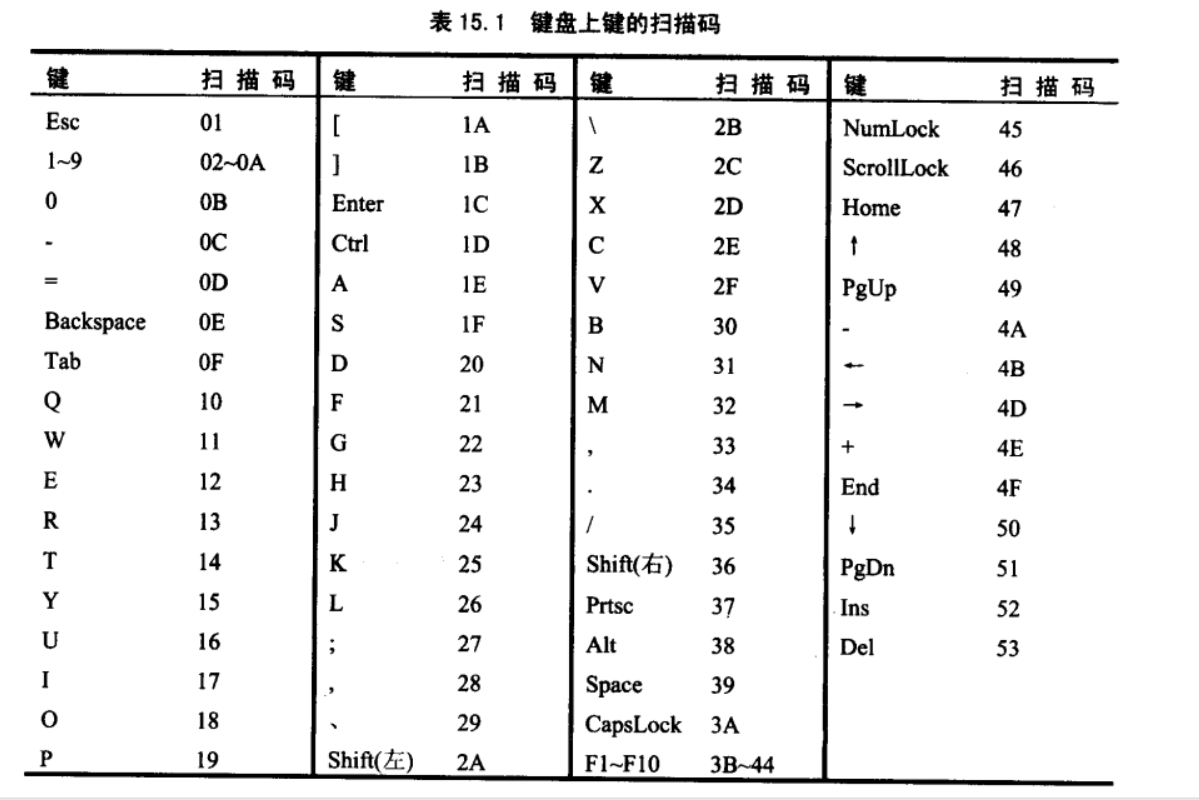 表 15.1 键盘上键的扫描码
键 扫描码 键 扫描码 键 扫描码 键 扫描码
Esc 01 [ 1A \ 2B NumLock 45
1~9 02~0A ] 1B Z 2C ScrollLock 46
0 0B Enter 1C X 2D Home 47
- 0C Ctrl 1D C 2E ↑ 48
= 0D A 1E V 2F PgUp 49
Backspace 0E S 1F B 30 - 4A
Tab 0F D 20 N 31 ← 4B
Q 10 F 21 M 32 → 4D
W 11 G 22 , 33 + 4E
E 12 H 23 . 34 End 4F
R 13 J 24 / 35 ↓ 50
T 14 K 25 Shift(右) 36 PgDn 51
Y 15 L 26 Prtsc 37 Ins 52
U 16 ; 27 Alt 38 Del 53
I 17 , 28 Space 39
O 18 、 29 CapsLock 3A
P 19 Shift(左) 2A F1~F10 3B~44